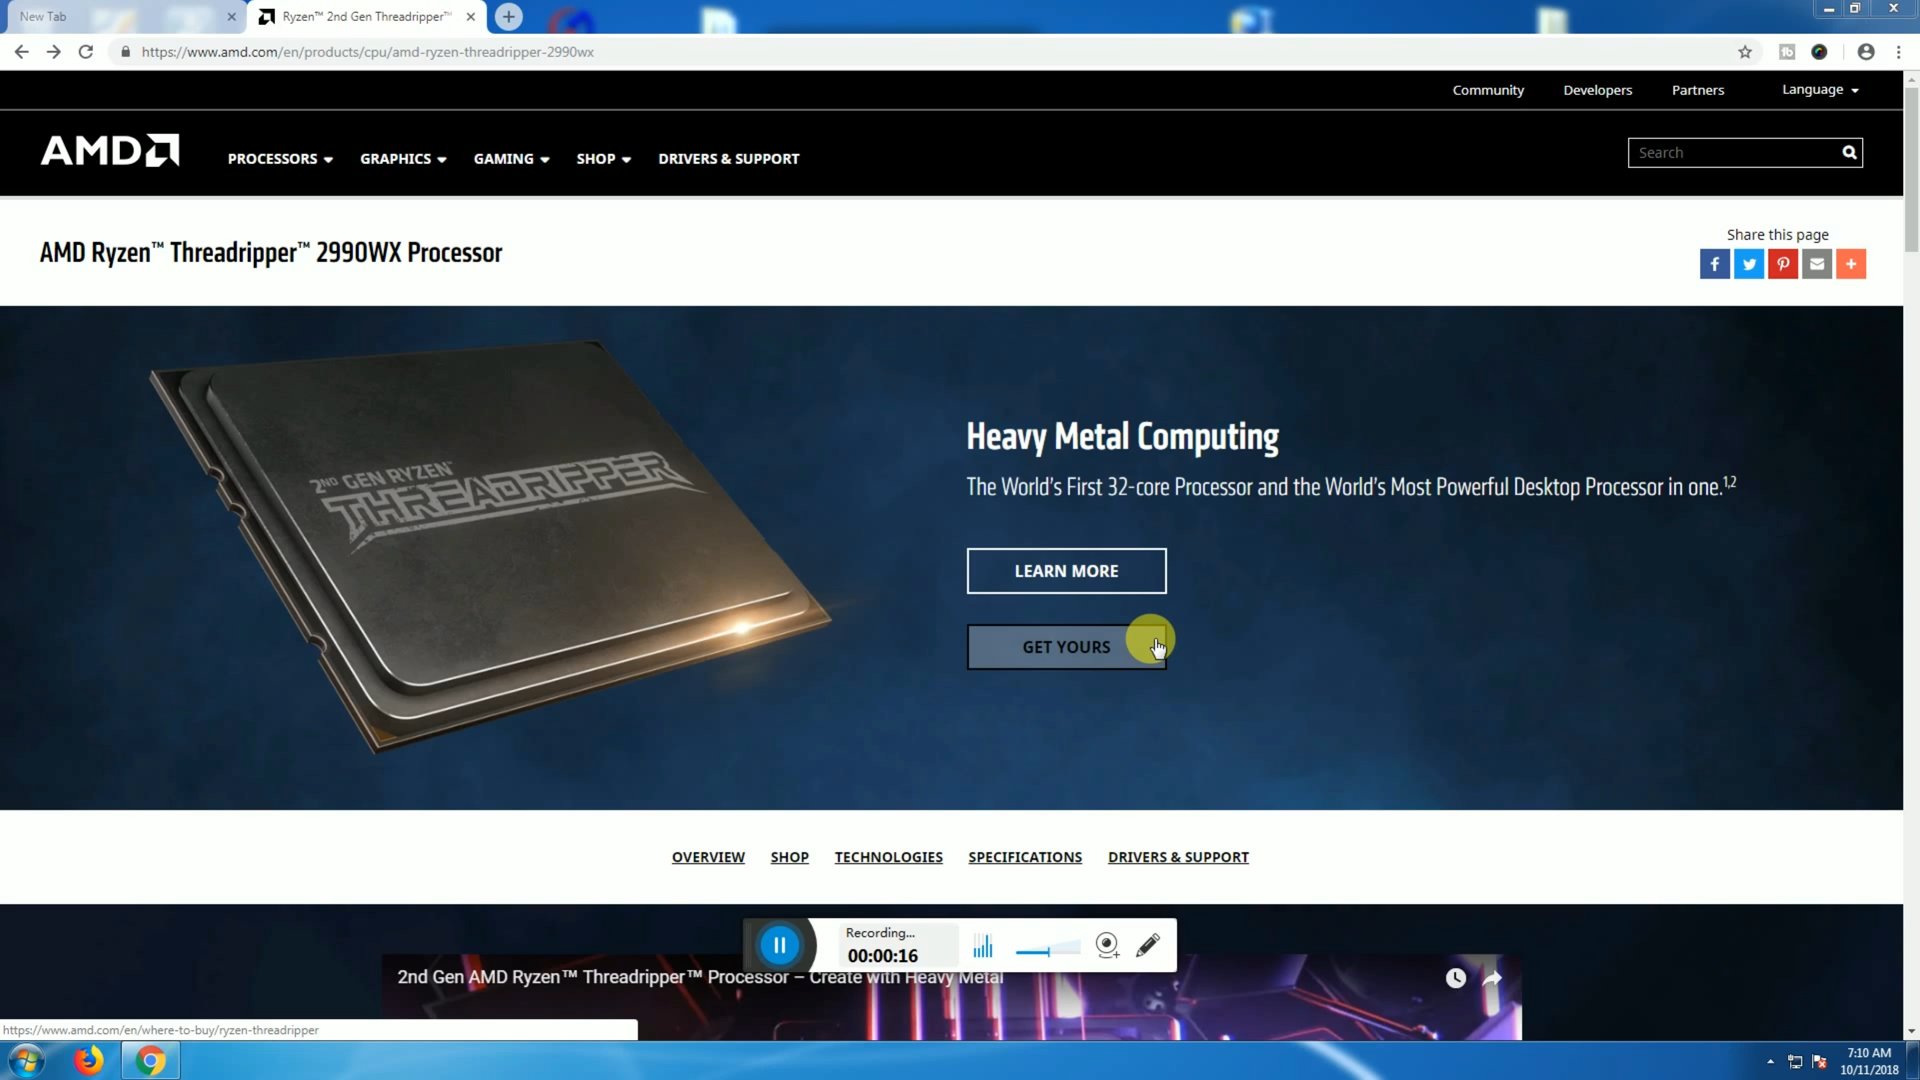 New Tab
Ryzen™ 2nd Gen Threadripper™
https://www.amd.com/en/products/cpu/amd-ryzen-threadripper-2990wx
Community Developers Partners Language
AMD
PROCESSORS GRAPHICS GAMING SHOP DRIVERS & SUPPORT
Search
AMD Ryzen™ Threadripper™ 2990WX Processor
Share this page
2ND GEN RYZEN™
THREADRIPPER
Heavy Metal Computing
The World's First 32-core Processor and the World's Most Powerful Desktop Processor in one.1,2
LEARN MORE
GET YOURS
OVERVIEW SHOP TECHNOLOGIES SPECIFICATIONS DRIVERS & SUPPORT
Recording...
00:00:16
2nd Gen AMD Ryzen™ Threadripper™ Processor – Create with Heavy Metal
https://www.amd.com/en/where-to-buy/ryzen-threadripper
7:10 AM
10/11/2018